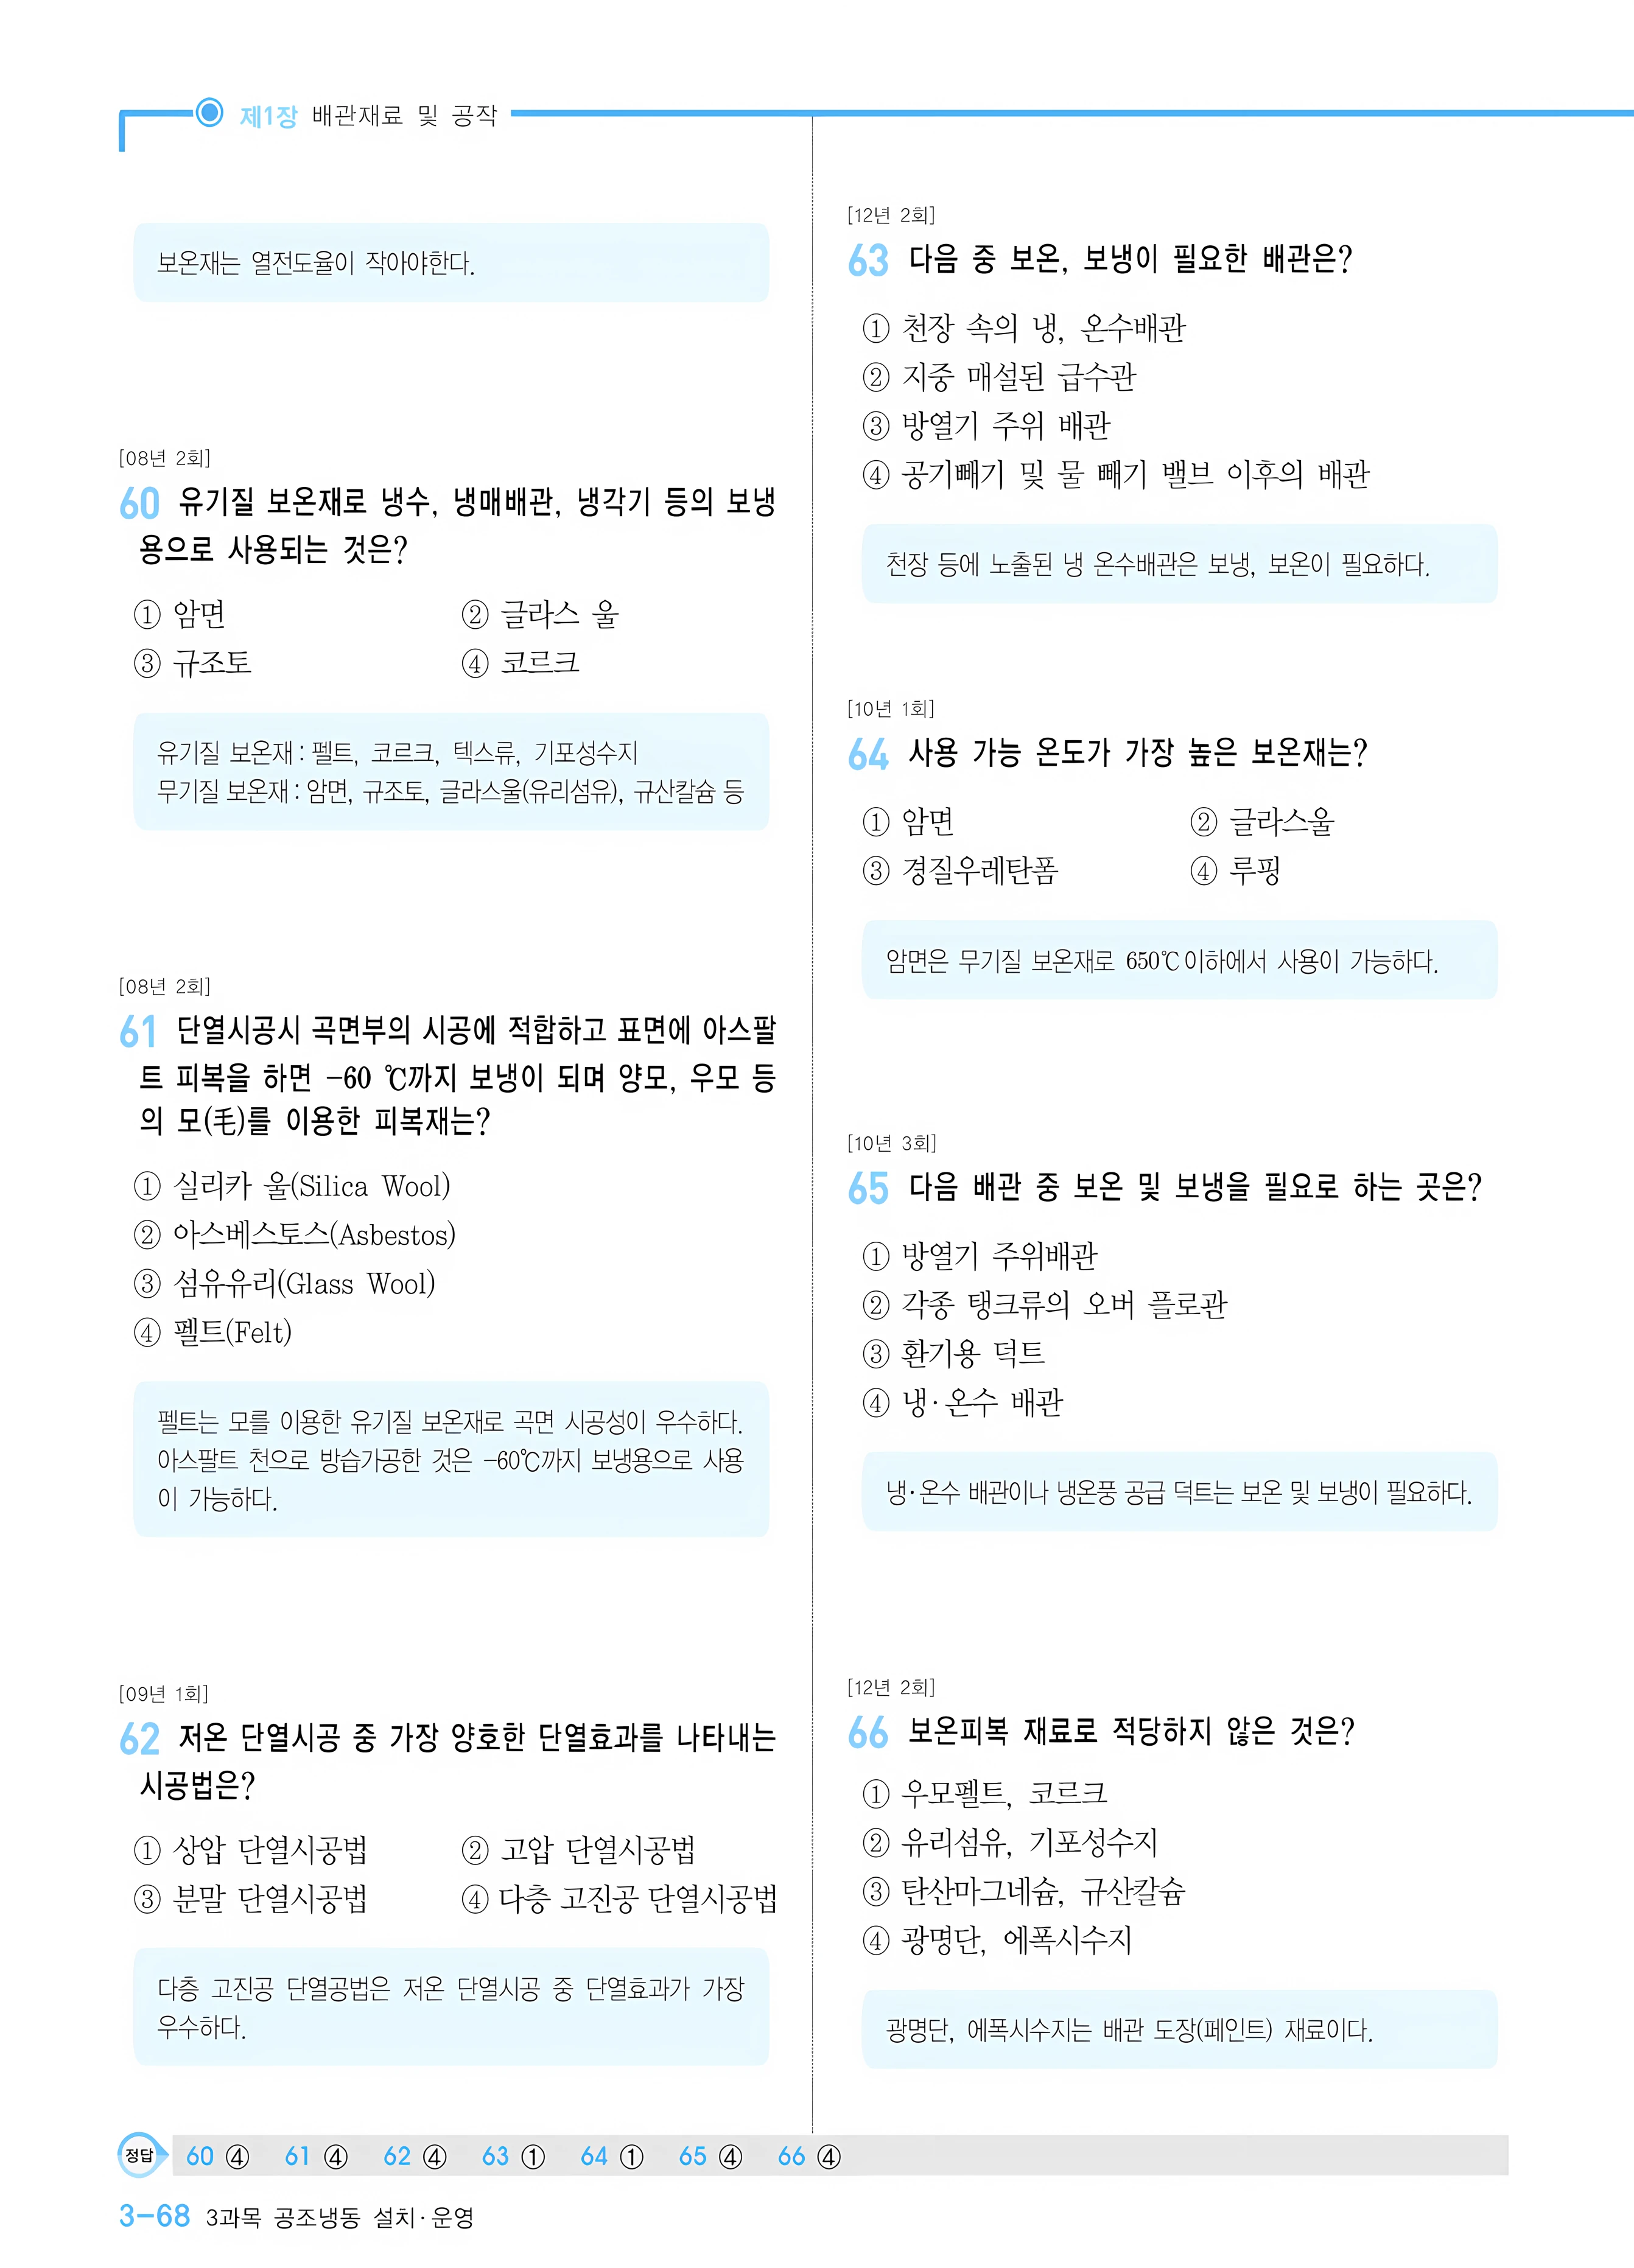 제1장 배관재료 및 공작
보온재는 열전도율이 작아야한다.
[08년 2회]
60 유기질 보온재로 냉수, 냉매배관, 냉각기 등의 보냉
용으로 사용되는 것은?
① 암면 ② 글라스 울
③ 규조토 ④ 코르크
유기질 보온재 : 펠트, 코르크, 텍스류, 기포성수지
무기질 보온재 : 암면, 규조토, 글라스울(유리섬유), 규산칼슘 등
[08년 2회]
61 단열시공시 곡면부의 시공에 적합하고 표면에 아스팔
트 피복을 하면 -60 ℃까지 보냉이 되며 양모, 우모 등
의 모(毛)를 이용한 피복재는?
① 실리카 울(Silica Wool)
② 아스베스토스(Asbestos)
③ 섬유유리(Glass Wool)
④ 펠트(Felt)
펠트는 모를 이용한 유기질 보온재로 곡면 시공성이 우수하다.
아스팔트 천으로 방습가공한 것은 -60℃까지 보냉용으로 사용
이 가능하다.
[09년 1회]
62 저온 단열시공 중 가장 양호한 단열효과를 나타내는
시공법은?
① 상압 단열시공법 ② 고압 단열시공법
③ 분말 단열시공법 ④ 다층 고진공 단열시공법
다층 고진공 단열공법은 저온 단열시공 중 단열효과가 가장
우수하다.
[12년 2회]
63 다음 중 보온, 보냉이 필요한 배관은?
① 천장 속의 냉, 온수배관
② 지중 매설된 급수관
③ 방열기 주위 배관
④ 공기빼기 및 물 빼기 밸브 이후의 배관
천장 등에 노출된 냉 온수배관은 보냉, 보온이 필요하다.
[10년 1회]
64 사용 가능 온도가 가장 높은 보온재는?
① 암면 ② 글라스울
③ 경질우레탄폼 ④ 루핑
암면은 무기질 보온재로 650℃이하에서 사용이 가능하다.
[10년 3회]
65 다음 배관 중 보온 및 보냉을 필요로 하는 곳은?
① 방열기 주위배관
② 각종 탱크류의 오버 플로관
③ 환기용 덕트
④ 냉·온수 배관
냉·온수 배관이나 냉온풍 공급 덕트는 보온 및 보냉이 필요하다.
[12년 2회]
66 보온피복 재료로 적당하지 않은 것은?
① 우모펠트, 코르크
② 유리섬유, 기포성수지
③ 탄산마그네슘, 규산칼슘
④ 광명단, 에폭시수지
광명단, 에폭시수지는 배관 도장(페인트) 재료이다.
정답 60 ④ 61 ④ 62 ④ 63 ① 64 ① 65 ④ 66 ④
3-68 3과목 공조냉동 설치·운영